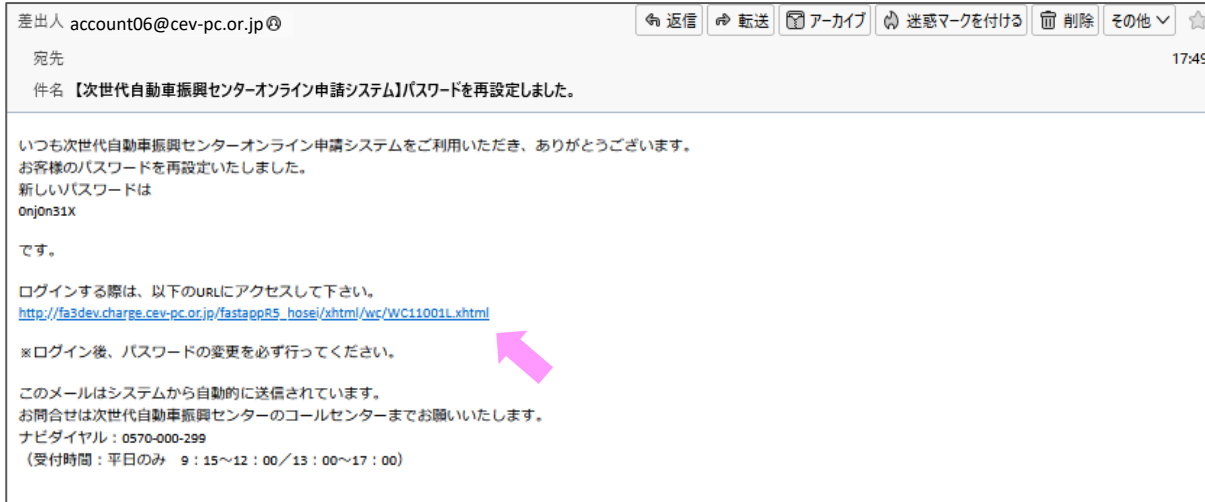 差出人 account06@cev-pc.or.jp
返信 転送 アーカイブ 迷惑マークを付ける 削除 その他
宛先
17:49
件名 【次世代自動車振興センターオンライン申請システム】パスワードを再設定しました。
いつも次世代自動車振興センターオンライン申請システムをご利用いただき、ありがとうございます。
お客様のパスワードを再設定いたしました。
新しいパスワードは
0nj0n31X
です。
ログインする際は、以下のURLにアクセスして下さい。
http://fa3dev.charge.cev-pc.or.jp/fastappR5_hosei/xhtml/wc/WC11001L.xhtml
※ログイン後、パスワードの変更を必ず行ってください。
このメールはシステムから自動的に送信されています。
お問合せは次世代自動車振興センターのコールセンターまでお願いいたします。
ナビダイヤル：0570-000-299
（受付時間：平日のみ　9：15～12：00／13：00～17：00）